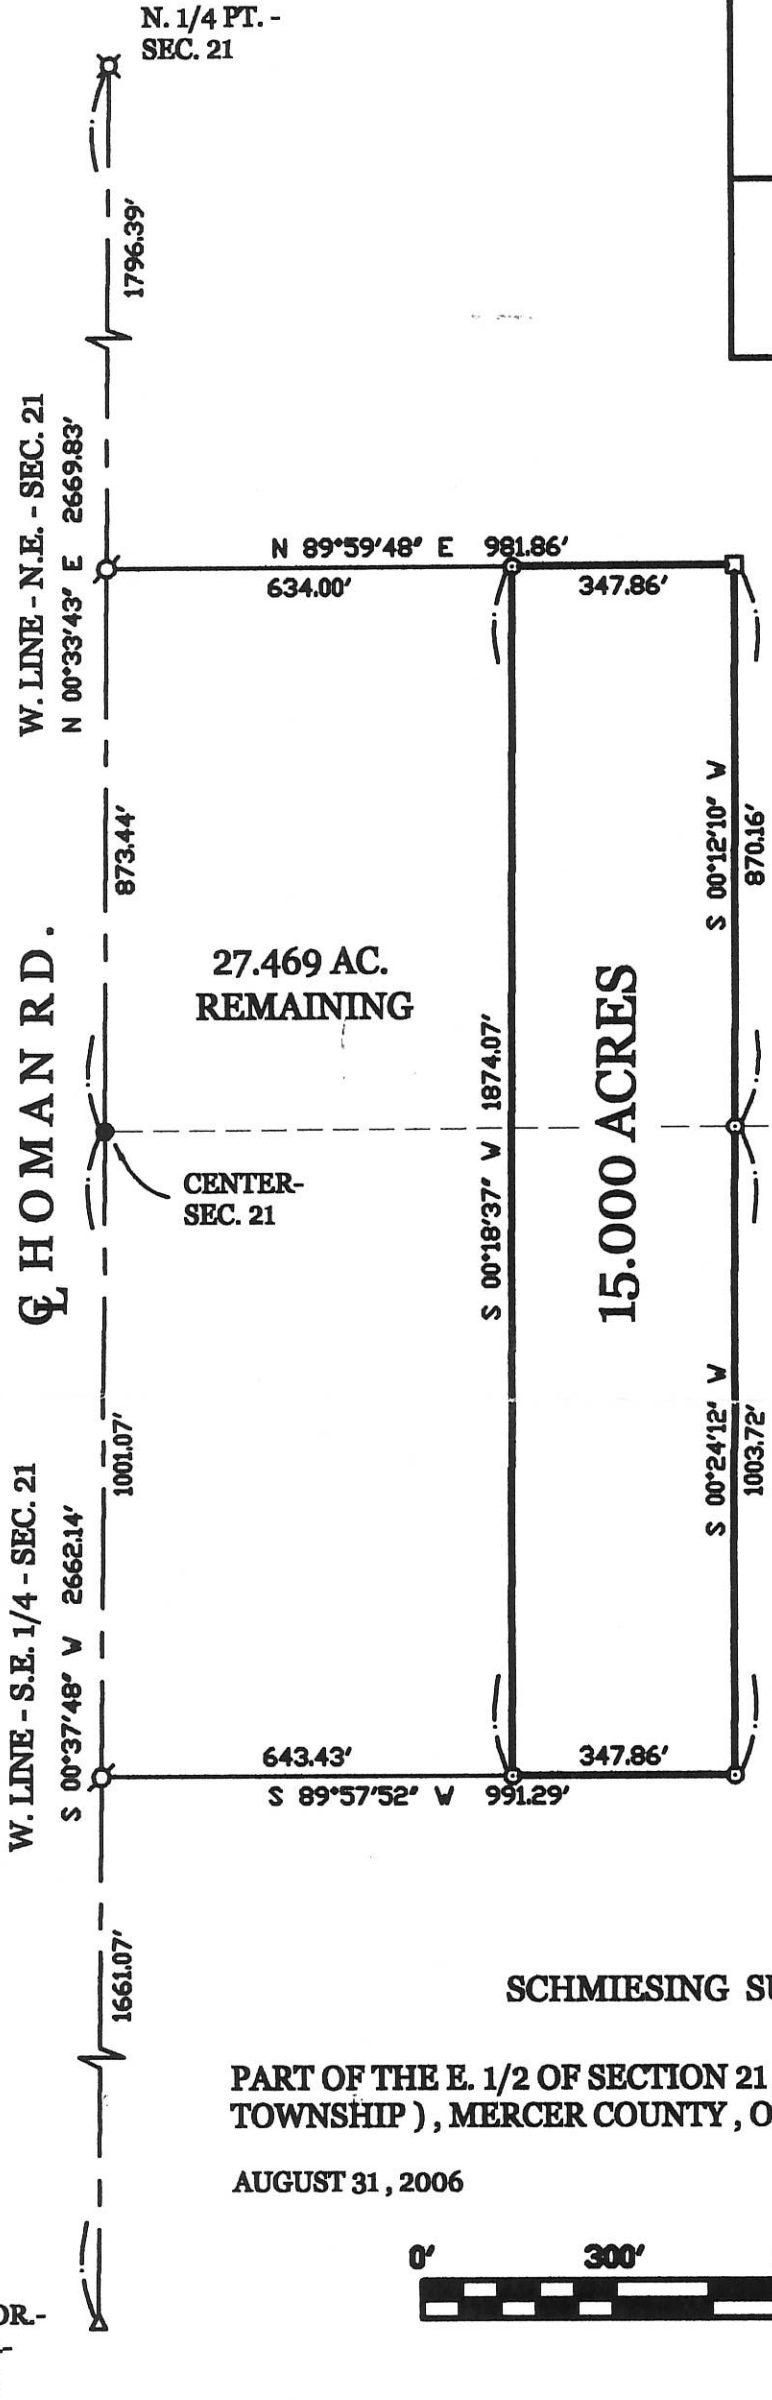 N. 1/4 PT. -
SEC. 21
1796.39'
W. LINE - N.E. - SEC. 21
N 00°33'43" E 2669.83'
N 89°59'48" E 981.86'
634.00'
347.86'
873.44'
S 00°12'10" W
870.16'
27.469 AC.
REMAINING
15.000 ACRES
S 00°18'37" W 1874.07'
℄ HOMAN RD.
CENTER-
SEC. 21
1001.07'
S 00°24'12" W
1003.72'
W. LINE - S.E. 1/4 - SEC. 21
S 00°37'48" W 2662.14'
643.43'
347.86'
S 89°57'52" W 991.29'
1661.07'
SCHMIESING SU
PART OF THE E. 1/2 OF SECTION 21
TOWNSHIP ) , MERCER COUNTY , O
AUGUST 31 , 2006
0' 300'
OR.-